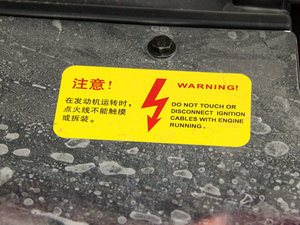 注意！
在发动机运转时，
点火线不能触摸
或拆装。
WARNING!
DO NOT TOUCH OR
DISCONNECT IGNITION
CABLES WITH ENGINE
RUNNING.